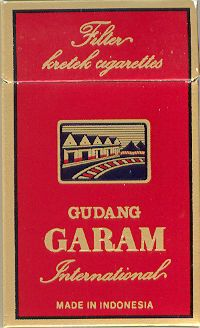 Filter
kretek cigarettes
GUDANG
GARAM
International
MADE IN INDONESIA